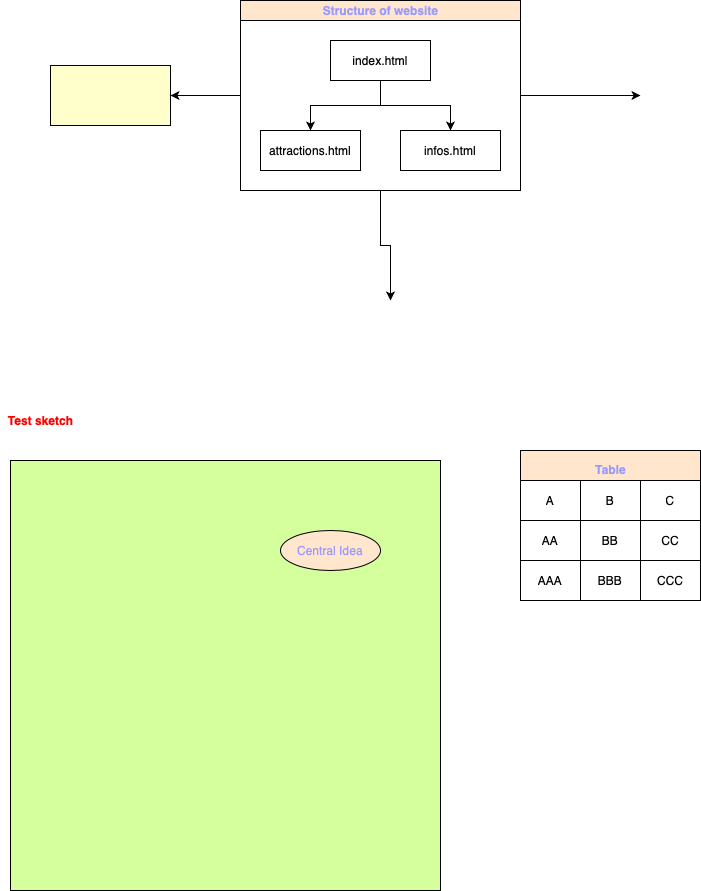 Structure of website
index.html
attractions.html
infos.html
Test sketch
Central Idea
Table
A B C
AA BB CC
AAA BBB CCC